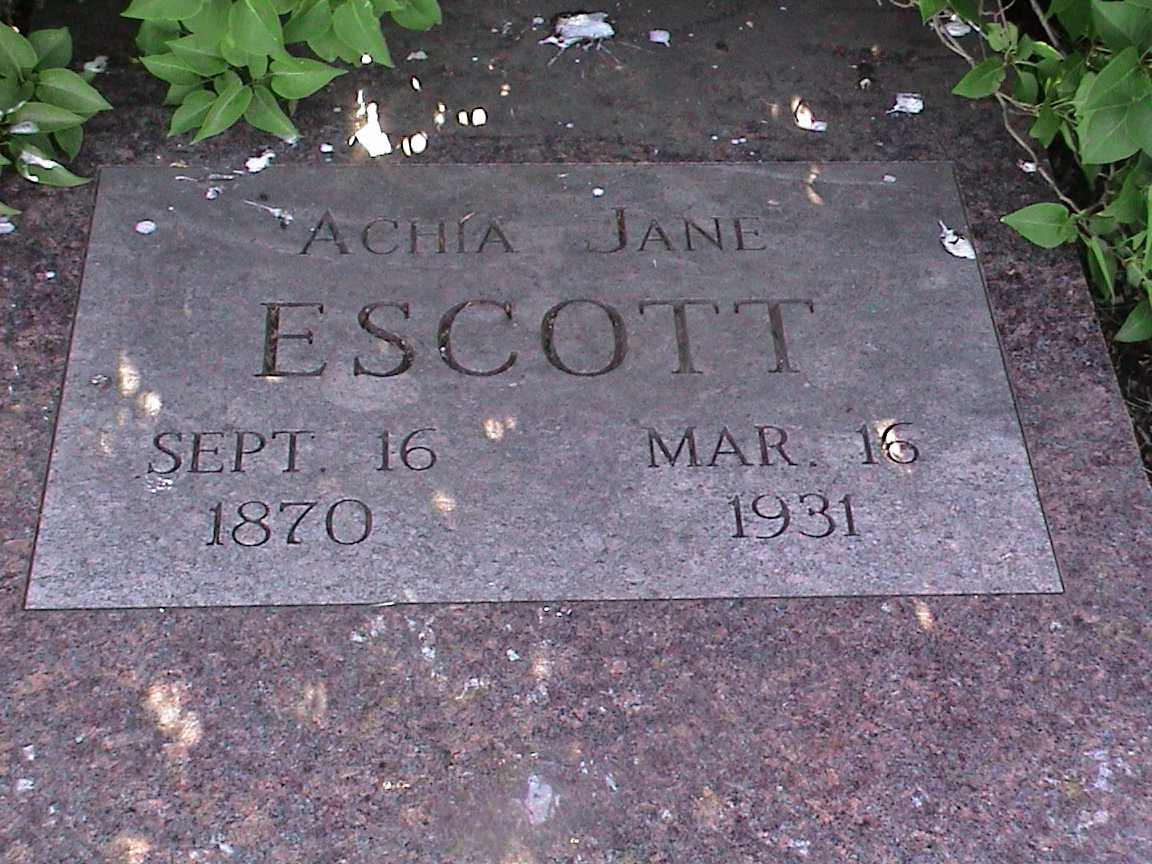 ACHIA JANE
ESCOTT
SEPT. 16 MAR. 16
1870 1931